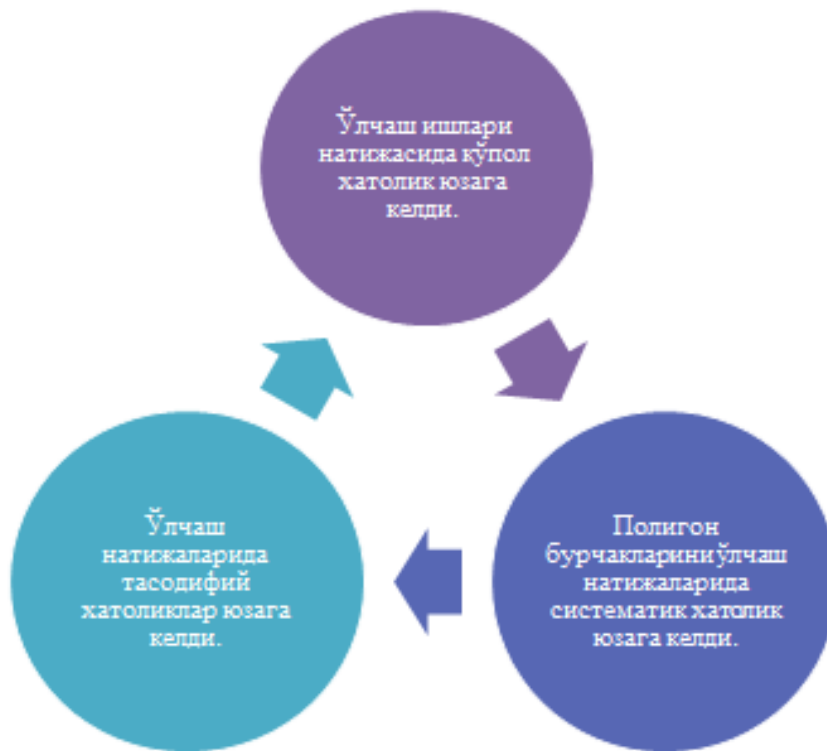 Ўлчаш ишлари
натижасида қўпол
хатолик юзага
келди.
Полигон
бурчакларини ўлчаш
натижаларида
систематик хатолик
юзага келди.
Ўлчаш
натижаларида
тасодифий
хатоликлар юзага
келди.